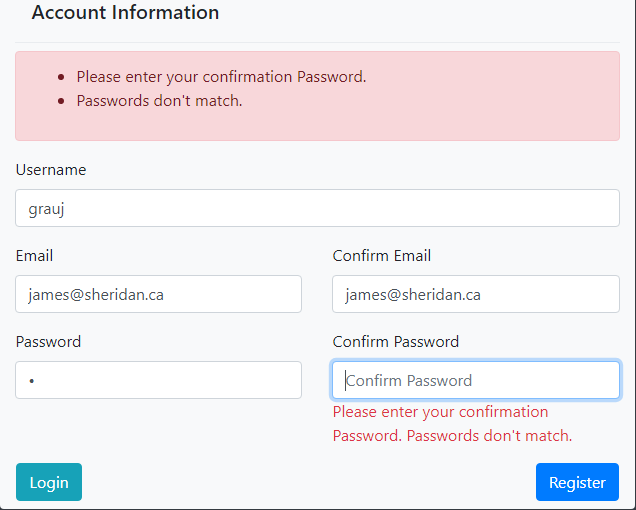 Account Information
• Please enter your confirmation Password.
• Passwords don't match.
Username
grauj
Email
Confirm Email
james@sheridan.ca
james@sheridan.ca
Password
Confirm Password
•
Confirm Password
Please enter your confirmation
Password. Passwords don't match.
Login
Register